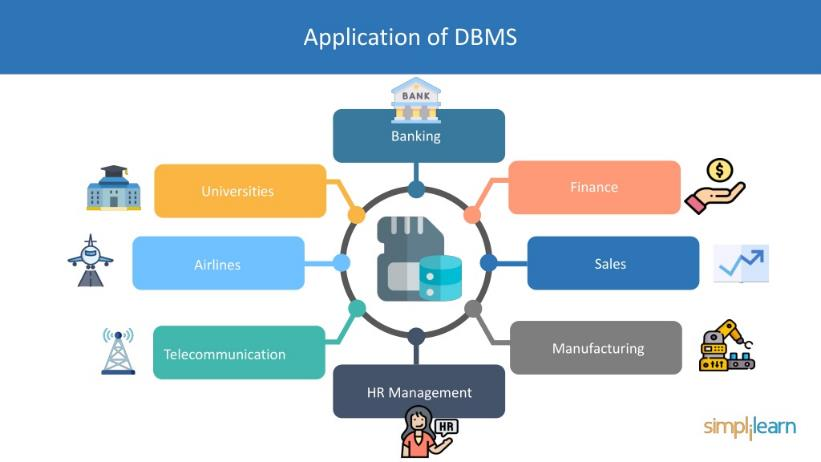 Application of DBMS
BANK
Banking
Universities
Finance
Airlines
Sales
Telecommunication
Manufacturing
HR Management
HR
simplilearn